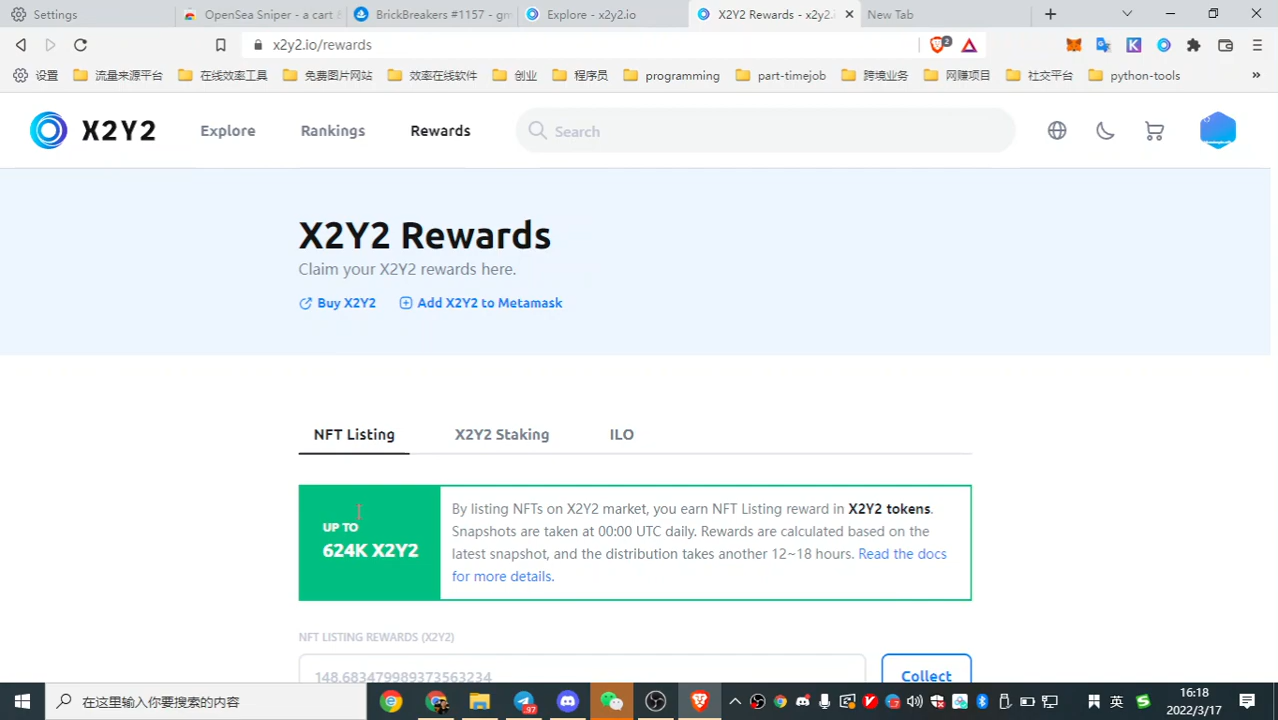 Settings
OpenSea Sniper - a cart
BrickBreakers #1157 - gm
Explore - x2y2.io
X2Y2 Rewards - x2y2.
New Tab
x2y2.io/rewards
2
设置
流量来源平台
在线效率工具
免费图片网站
效率在线软件
创业
程序员
programming
part-timejob
跨境业务
网赚项目
社交平台
python-tools
X2Y2
Explore
Rankings
Rewards
Search
X2Y2 Rewards
Claim your X2Y2 rewards here.
Buy X2Y2
Add X2Y2 to Metamask
NFT Listing
X2Y2 Staking
ILO
UP TO
624K X2Y2
By listing NFTs on X2Y2 market, you earn NFT Listing reward in X2Y2 tokens.
Snapshots are taken at 00:00 UTC daily. Rewards are calculated based on the
latest snapshot, and the distribution takes another 12~18 hours. Read the docs
for more details.
NFT LISTING REWARDS (X2Y2)
148.683479989373563234
Collect
在这里输入你要搜索的内容
97
英
16:18
2022/3/17